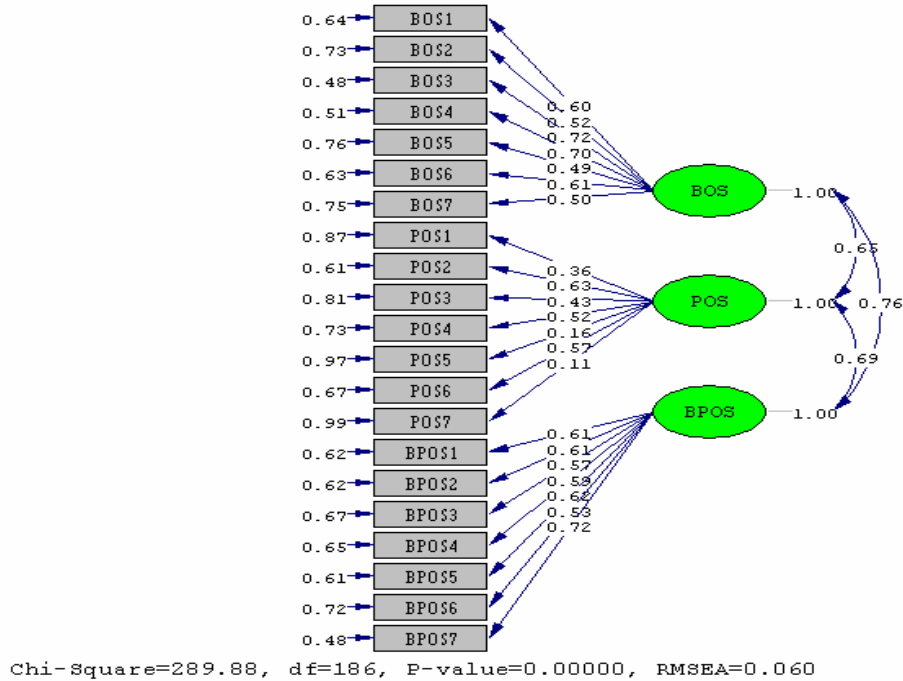 0.64 BOS1
0.73 BOS2
0.48 BOS3
0.51 BOS4
0.76 BOS5
0.63 BOS6
0.75 BOS7
0.87 POS1
0.61 POS2
0.81 POS3
0.73 POS4
0.97 POS5
0.67 POS6
0.99 POS7
0.62 BPOS1
0.62 BPOS2
0.67 BPOS3
0.65 BPOS4
0.61 BPOS5
0.72 BPOS6
0.48 BPOS7
0.60
0.52
0.72
0.70
0.49
0.61
0.50
0.36
0.63
0.43
0.52
0.16
0.57
0.11
0.61
0.61
0.57
0.59
0.62
0.53
0.72
BOS 1.00
POS 1.00
BPOS 1.00
0.65
0.76
0.69
Chi-Square=289.88, df=186, P-value=0.00000, RMSEA=0.060